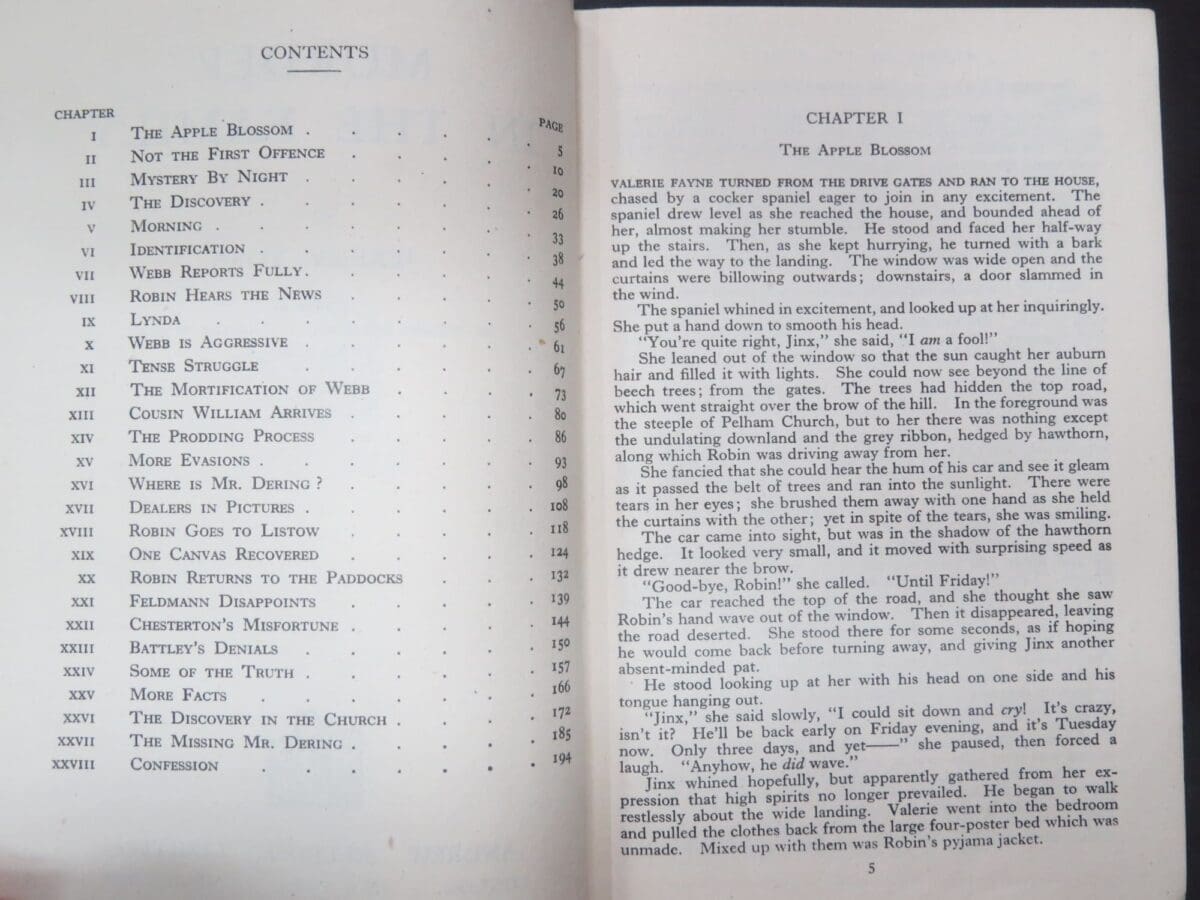 CONTENTS
CHAPTER PAGE
I THE APPLE BLOSSOM . . . . . 5
II NOT THE FIRST OFFENCE . . . . . 10
III MYSTERY BY NIGHT . . . . . 20
IV THE DISCOVERY . . . . . . 26
V MORNING . . . . . . . 33
VI IDENTIFICATION . . . . . . 38
VII WEBB REPORTS FULLY . . . . . 44
VIII ROBIN HEARS THE NEWS . . . . . 50
IX LYNDA . . . . . . . 56
X WEBB IS AGGRESSIVE . . . . . 61
XI TENSE STRUGGLE . . . . . 67
XII THE MORTIFICATION OF WEBB . . . . 73
XIII COUSIN WILLIAM ARRIVES . . . . . 80
XIV THE PRODDING PROCESS . . . . . 86
XV MORE EVASIONS . . . . . . 93
XVI WHERE IS MR. DERING ? . . . . . 98
XVII DEALERS IN PICTURES . . . . . 108
XVIII ROBIN GOES TO LISTOW . . . . . 118
XIX ONE CANVAS RECOVERED . . . . . 124
XX ROBIN RETURNS TO THE PADDOCKS . . . 132
XXI FELDMANN DISAPPOINTS . . . . . 139
XXII CHESTERTON'S MISFORTUNE . . . . . 144
XXIII BATTLEY'S DENIALS . . . . . 150
XXIV SOME OF THE TRUTH . . . . . 157
XXV MORE FACTS . . . . . . 166
XXVI THE DISCOVERY IN THE CHURCH . . . . 172
XXVII THE MISSING MR. DERING . . . . . 185
XXVIII CONFESSION . . . . . . 194
CHAPTER I
THE APPLE BLOSSOM
VALERIE FAYNE TURNED FROM THE DRIVE GATES AND RAN TO THE HOUSE,
chased by a cocker spaniel eager to join in any excitement. The
spaniel drew level as she reached the house, and bounded ahead of
her, almost making her stumble. He stood and faced her half-way
up the stairs. Then, as she kept hurrying, he turned with a bark
and led the way to the landing. The window was wide open and the
curtains were billowing outwards; downstairs, a door slammed in
the wind.
The spaniel whined in excitement, and looked up at her inquiringly.
She put a hand down to smooth his head.
"You're quite right, Jinx," she said, "I am a fool!"
She leaned out of the window so that the sun caught her auburn
hair and filled it with lights. She could now see beyond the line of
beech trees; from the gates. The trees had hidden the top road,
which went straight over the brow of the hill. In the foreground was
the steeple of Pelham Church, but to her there was nothing except
the undulating downland and the grey ribbon, hedged by hawthorn,
along which Robin was driving away from her.
She fancied that she could hear the hum of his car and see it gleam
as it passed the belt of trees and ran into the sunlight. There were
tears in her eyes; she brushed them away with one hand as she held
the curtains with the other; yet in spite of the tears, she was smiling.
The car came into sight, but was in the shadow of the hawthorn
hedge. It looked very small, and it moved with surprising speed as
it drew nearer the brow.
"Good-bye, Robin!" she called. "Until Friday!"
The car reached the top of the road, and she thought she saw
Robin's hand wave out of the window. Then it disappeared, leaving
the road deserted. She stood there for some seconds, as if hoping
he would come back before turning away, and giving Jinx another
absent-minded pat.
He stood looking up at her with his head on one side and his
tongue hanging out.
"Jinx," she said slowly, "I could sit down and cry! It's crazy,
isn't it? He'll be back early on Friday evening, and it's Tuesday
now. Only three days, and yet——" she paused, then forced a
laugh. "Anyhow, he did wave."
Jinx whined hopefully, but apparently gathered from her ex-
pression that high spirits no longer prevailed. He began to walk
restlessly about the wide landing. Valerie went into the bedroom
and pulled the clothes back from the large four-poster bed which was
unmade. Mixed up with them was Robin's pyjama jacket.
5